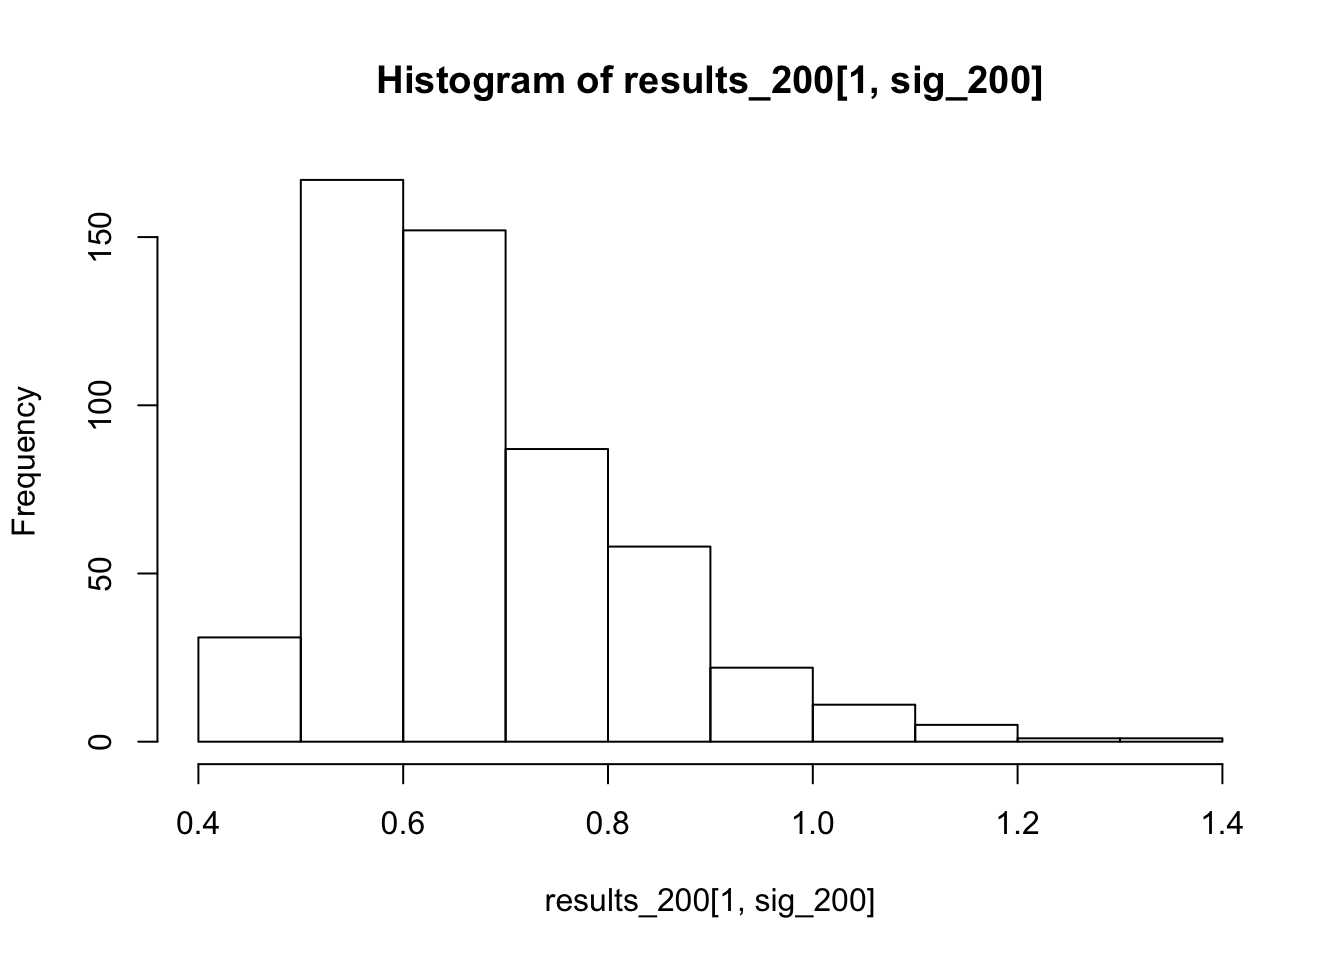 Histogram of results_200[1, sig_200]
Frequency
150
100
50
0
0.4 0.6 0.8 1.0 1.2 1.4
results_200[1, sig_200]